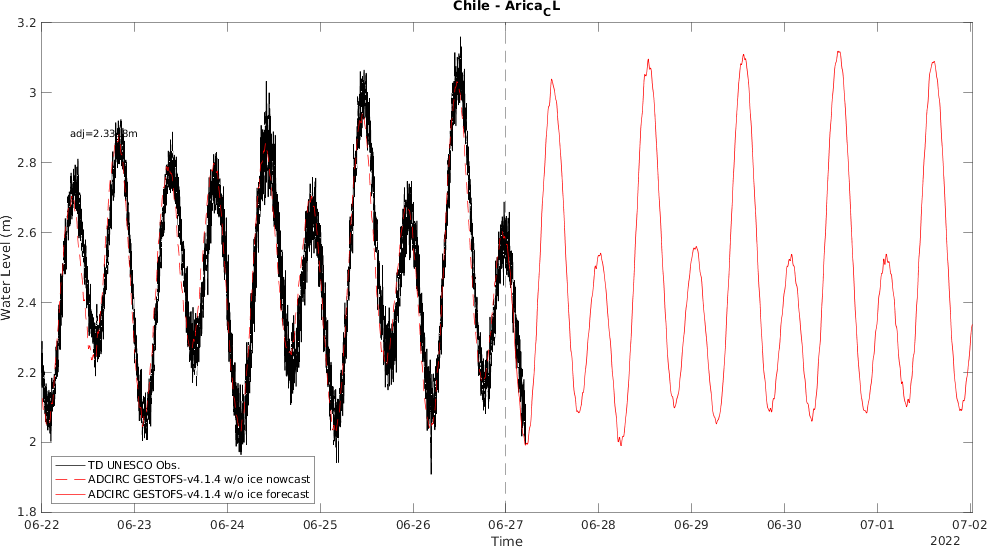 Chile - Arica_CL
3.2
3
2.8
2.6
2.4
2.2
2
1.8
Water Level (m)
TD UNESCO Obs.
ADCIRC GESTOFS-v4.1.4 w/o ice nowcast
ADCIRC GESTOFS-v4.1.4 w/o ice forecast
06-22 06-23 06-24 06-25 06-26 06-27 06-28 06-29 06-30 07-01 07-02
Time
2022